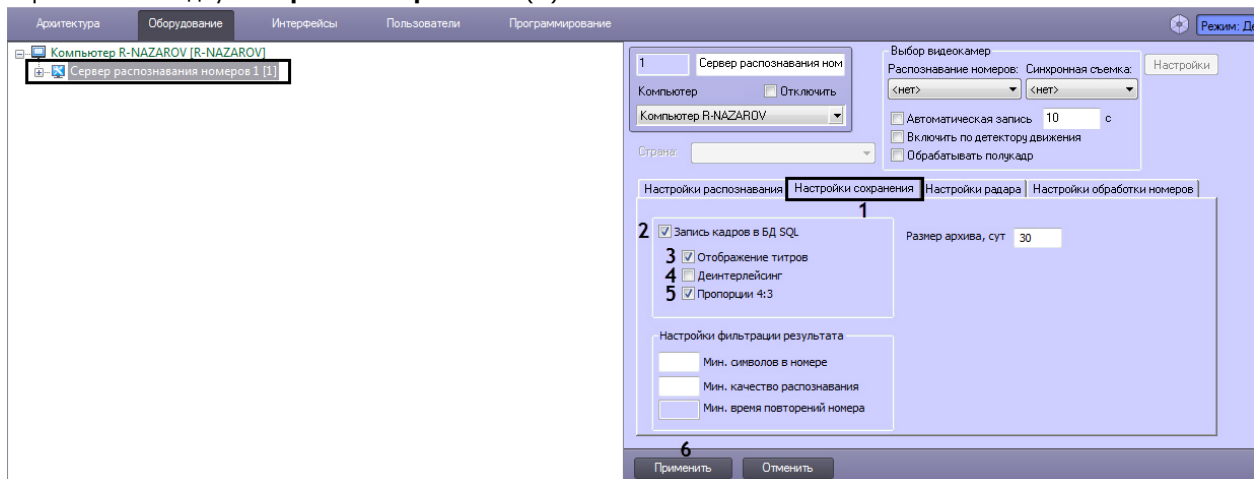 Архитектура Оборудование Интерфейсы Пользователи Программирование
Компьютер R-NAZAROV [R-NAZAROV]
Сервер распознавания номеров 1 [1]
1 Сервер распознавания ном
Компьютер Отключить
Компьютер R-NAZAROV
Страна:
Выбор видеокамер
Распознавание номеров: Синхронная съемка:
<нет> <нет>
Автоматическая запись 10 с
Включить по детектору движения
Обрабатывать полукадр
Настройки
Настройки распознавания Настройки сохранения Настройки радара Настройки обработки номеров
1
2 Запись кадров в БД SQL
3 Отображение титров
4 Деинтерлейсинг
5 Пропорции 4:3
Размер архива, сут 30
Настройки фильтрации результата
Мин. символов в номере
Мин. качество распознавания
Мин. время повторений номера
6
Применить Отменить